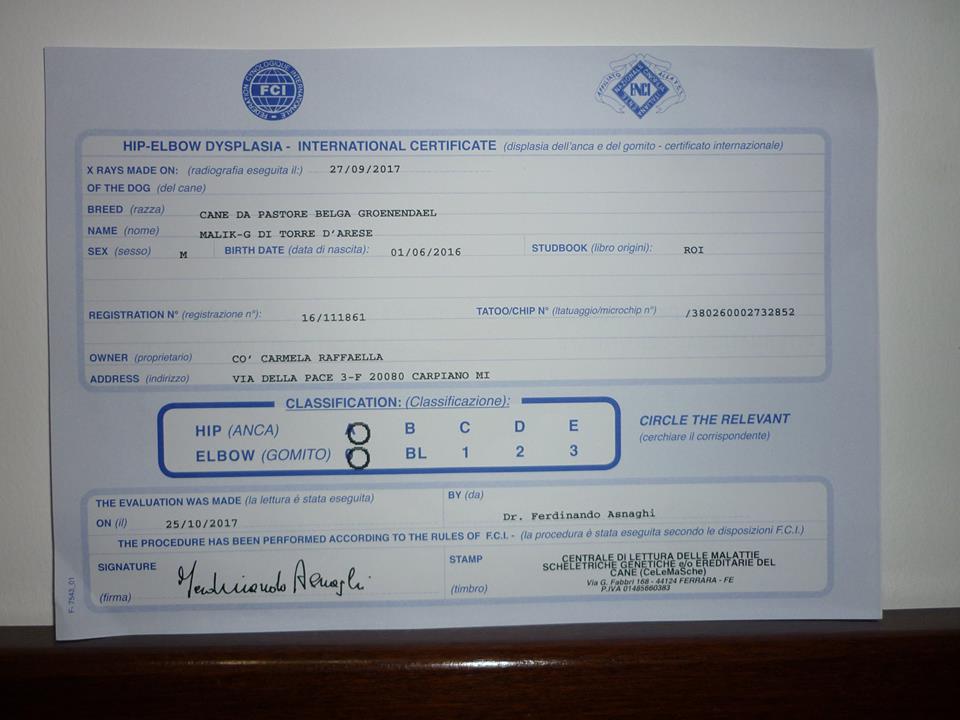 FEDERATION CYNOLOGIQUE INTERNATIONALE
FCI
AFFILIATO ALLA F.C.I.
ENCI
HIP-ELBOW DYSPLASIA - INTERNATIONAL CERTIFICATE (displasia dell'anca e del gomito - certificato internazionale)
X RAYS MADE ON: (radiografia eseguita il:) 27/09/2017
OF THE DOG (del cane)
BREED (razza) CANE DA PASTORE BELGA GROENENDAEL
NAME (nome) MALIK-G DI TORRE D'ARESE
SEX (sesso) M BIRTH DATE (data di nascita): 01/06/2016 STUDBOOK (libro origini): ROI
REGISTRATION N° (registrazione n°): 16/111861 TATOO/CHIP N° (ltatuaggio/microchip n°) /380260002732852
OWNER (proprietario) CO' CARMELA RAFFAELLA
ADDRESS (indirizzo) VIA DELLA PACE 3-F 20080 CARPIANO MI
CLASSIFICATION: (Classificazione):
HIP (ANCA) A B C D E
ELBOW (GOMITO) BL 1 2 3
CIRCLE THE RELEVANT
(cerchiare il corrispondente)
THE EVALUATION WAS MADE (la lettura é stata eseguita) BY (da)
ON (il) 25/10/2017 Dr. Ferdinando Asnaghi
THE PROCEDURE HAS BEEN PERFORMED ACCORDING TO THE RULES OF F.C.I. - (la procedura é stata eseguita secondo le disposizioni F.C.I.)
SIGNATURE
(firma)
Ferdinando Asnaghi
STAMP
(timbro)
CENTRALE DI LETTURA DELLE MALATTIE
SCHELETRICHE GENETICHE e/o EREDITARIE DEL
CANE (CeLeMaSche)
Via G. Fabbri 168 - 44124 FERRARA - FE
P.IVA 01485660383
F- 7543_01